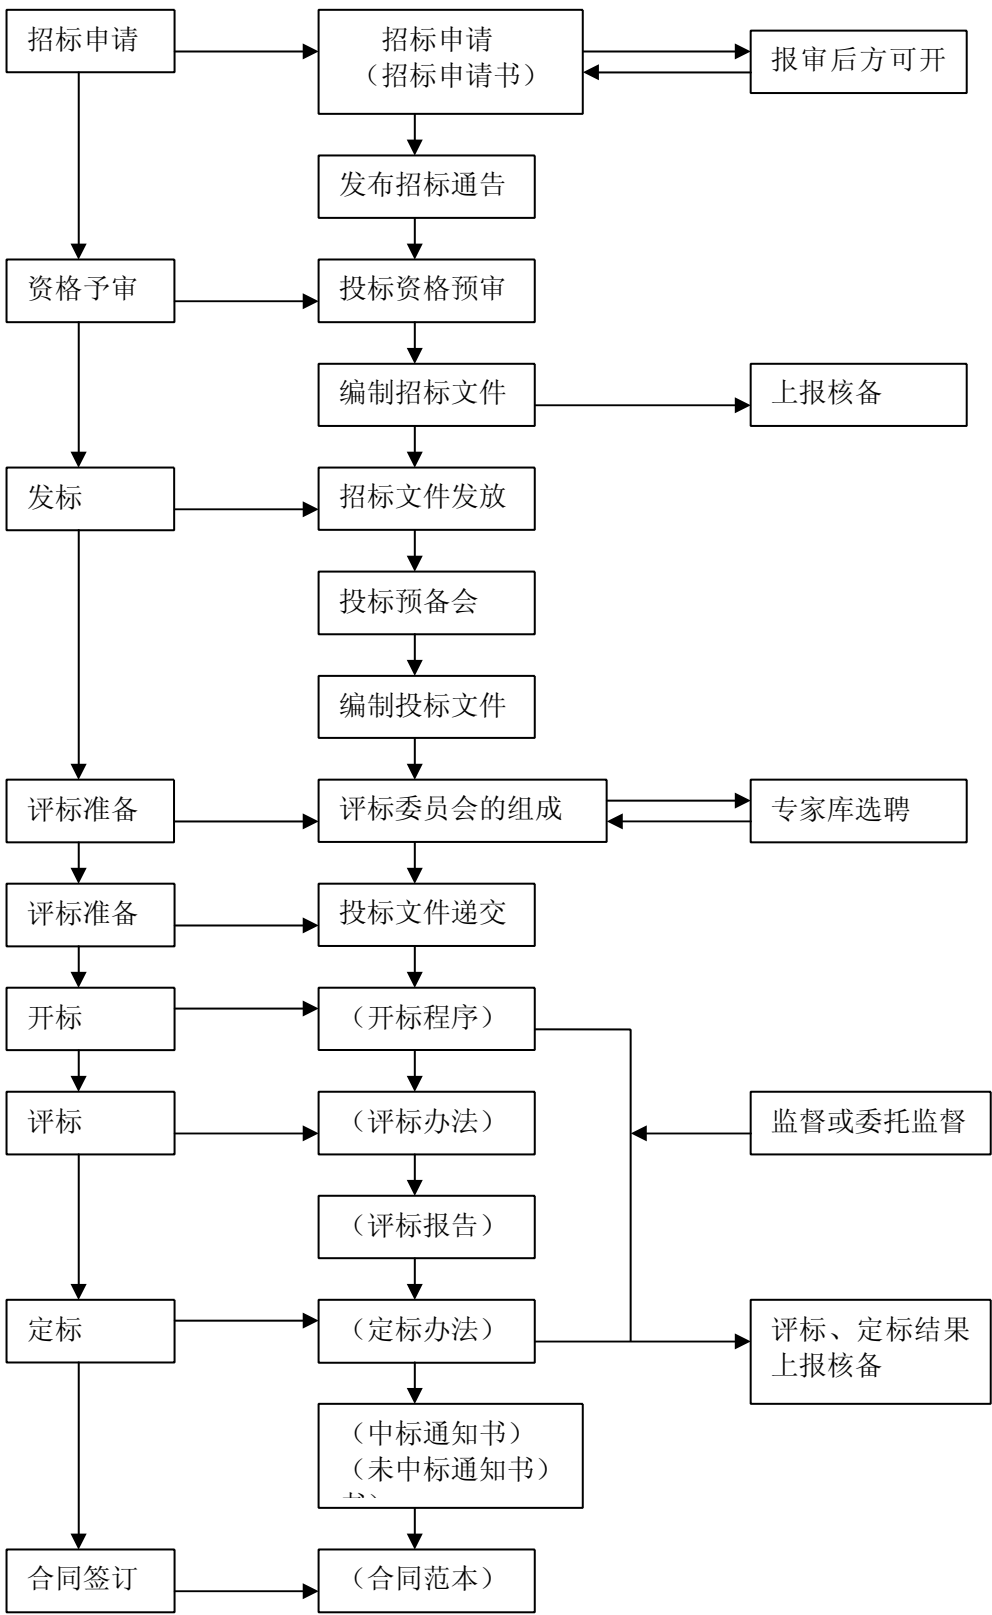 招标申请
招标申请
（招标申请书）
报审后方可开
发布招标通告
资格予审
投标资格预审
编制招标文件
上报核备
发标
招标文件发放
投标预备会
编制投标文件
评标准备
评标委员会的组成
专家库选聘
评标准备
投标文件递交
开标
（开标程序）
评标
（评标办法）
监督或委托监督
（评标报告）
定标
（定标办法）
评标、定标结果
上报核备
（中标通知书）
（未中标通知书）
合同签订
（合同范本）